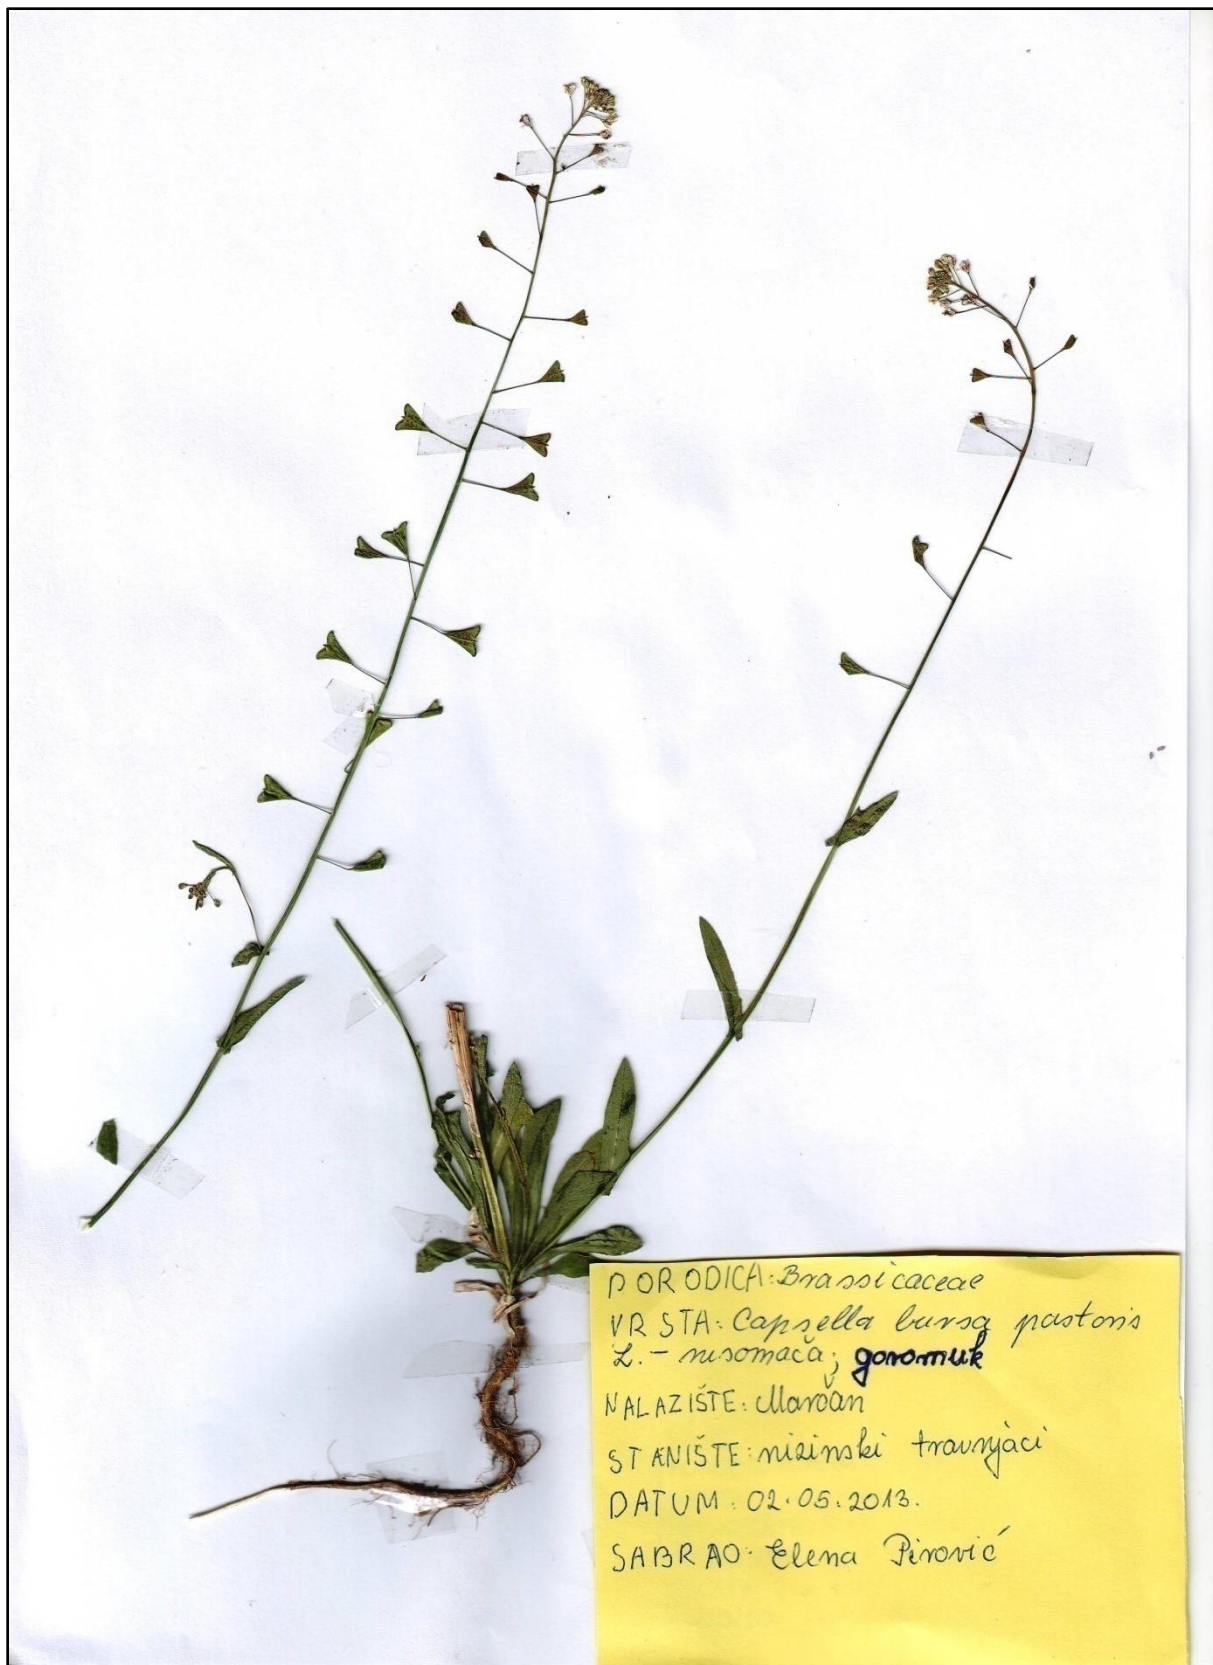 PORODICA: Brassicaceae
VRSTA: Capsella bursa pastoris
L. - rusomača; goromuk
NALAZIŠTE: Marčan
STANIŠTE: nizinski travnjaci
DATUM: 02.05.2013.
SABRAO: Elena Pirović